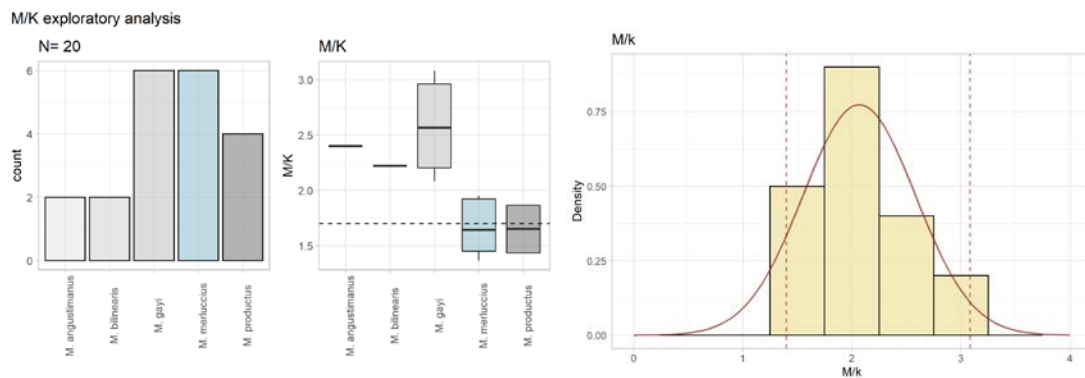 M/K exploratory analysis
N= 20
6
4
2
0
count
M. angustimanus
M. bilinearis
M. gayi
M. merluccius
M. productus
M/K
3.0
2.5
2.0
1.5
M/K
M. angustimanus
M. bilinearis
M. gayi
M. merluccius
M. productus
M/k
0.75
0.50
0.25
0.00
Density
0
1
2
3
4
M/k